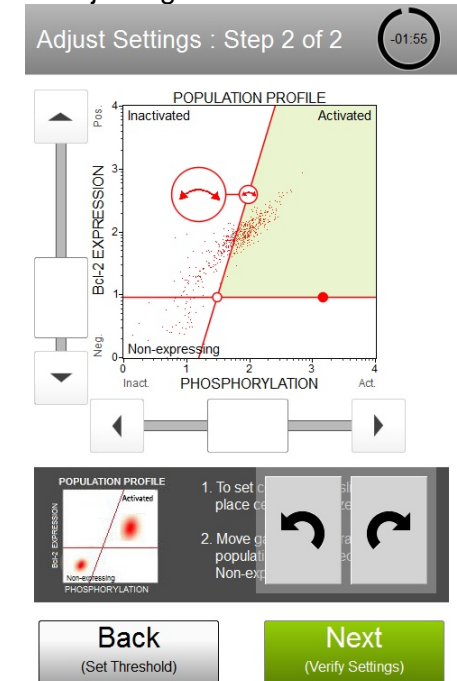 Adjust Settings : Step 2 of 2
-01:55
POPULATION PROFILE
Inactivated
Activated
Pos.
Bcl-2 EXPRESSION
Neg.
4
3
2
1
0
Non-expressing
0 1 2 3 4
Inact.
PHOSPHORYLATION
Act.
POPULATION PROFILE
Activated
Bcl-2 EXPRESSION
Non-expressing
PHOSPHORYLATION
1. To set
place ce
2. Move
populati
Non-exp
Back
(Set Threshold)
Next
(Verify Settings)